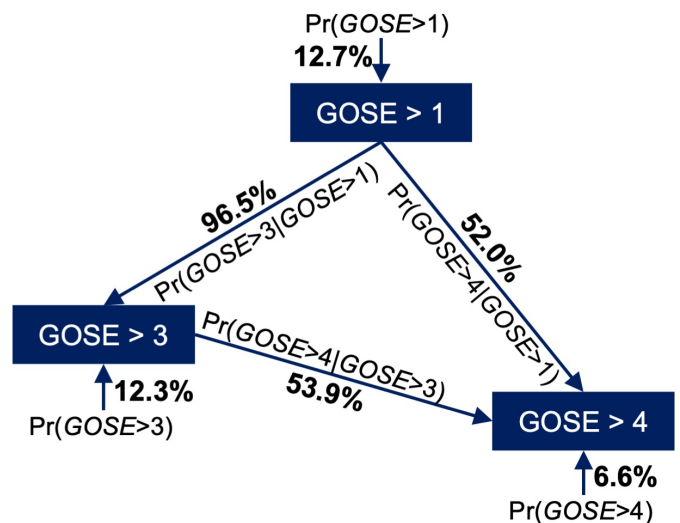 Pr(GOSE>1)
12.7%
GOSE > 1
96.5%
Pr(GOSE>3|GOSE>1)
52.0%
Pr(GOSE>4|GOSE>1)
GOSE > 3
Pr(GOSE>4|GOSE>3)
53.9%
12.3%
Pr(GOSE>3)
GOSE > 4
6.6%
Pr(GOSE>4)